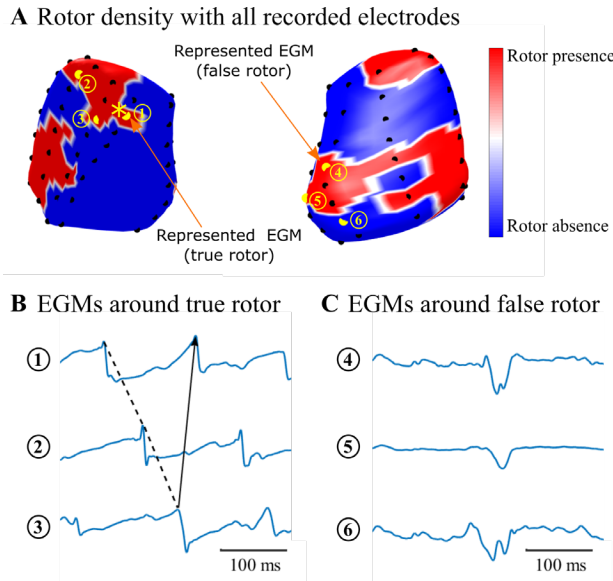 A Rotor density with all recorded electrodes
Represented EGM
(false rotor)
Rotor presence
Rotor absence
2
3
1
4
5
6
Represented EGM
(true rotor)
B EGMs around true rotor
C EGMs around false rotor
1
2
3
100 ms
4
5
6
100 ms